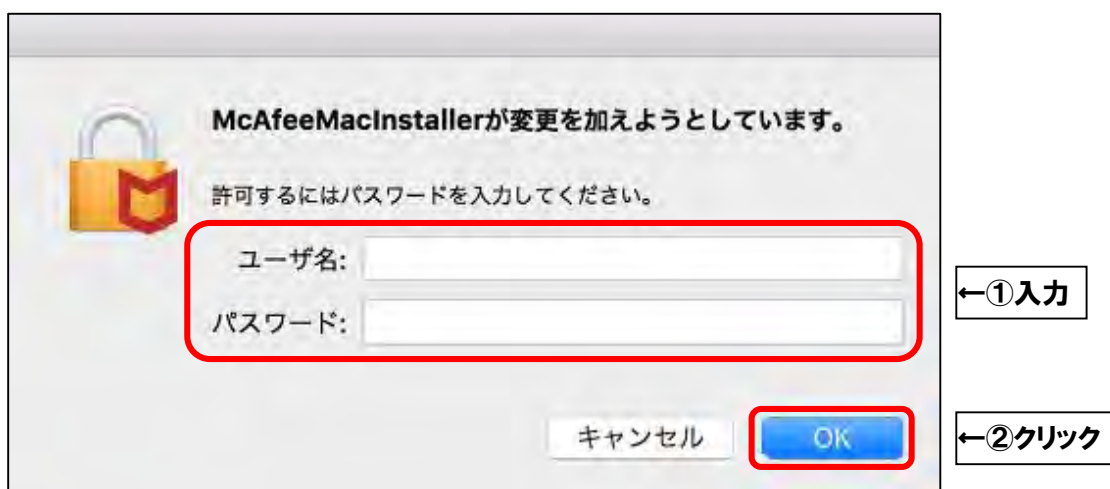 McAfeeMacInstallerが変更を加えようとしています。
許可するにはパスワードを入力してください。
ユーザ名:
パスワード:
←①入力
キャンセル
OK
←②クリック